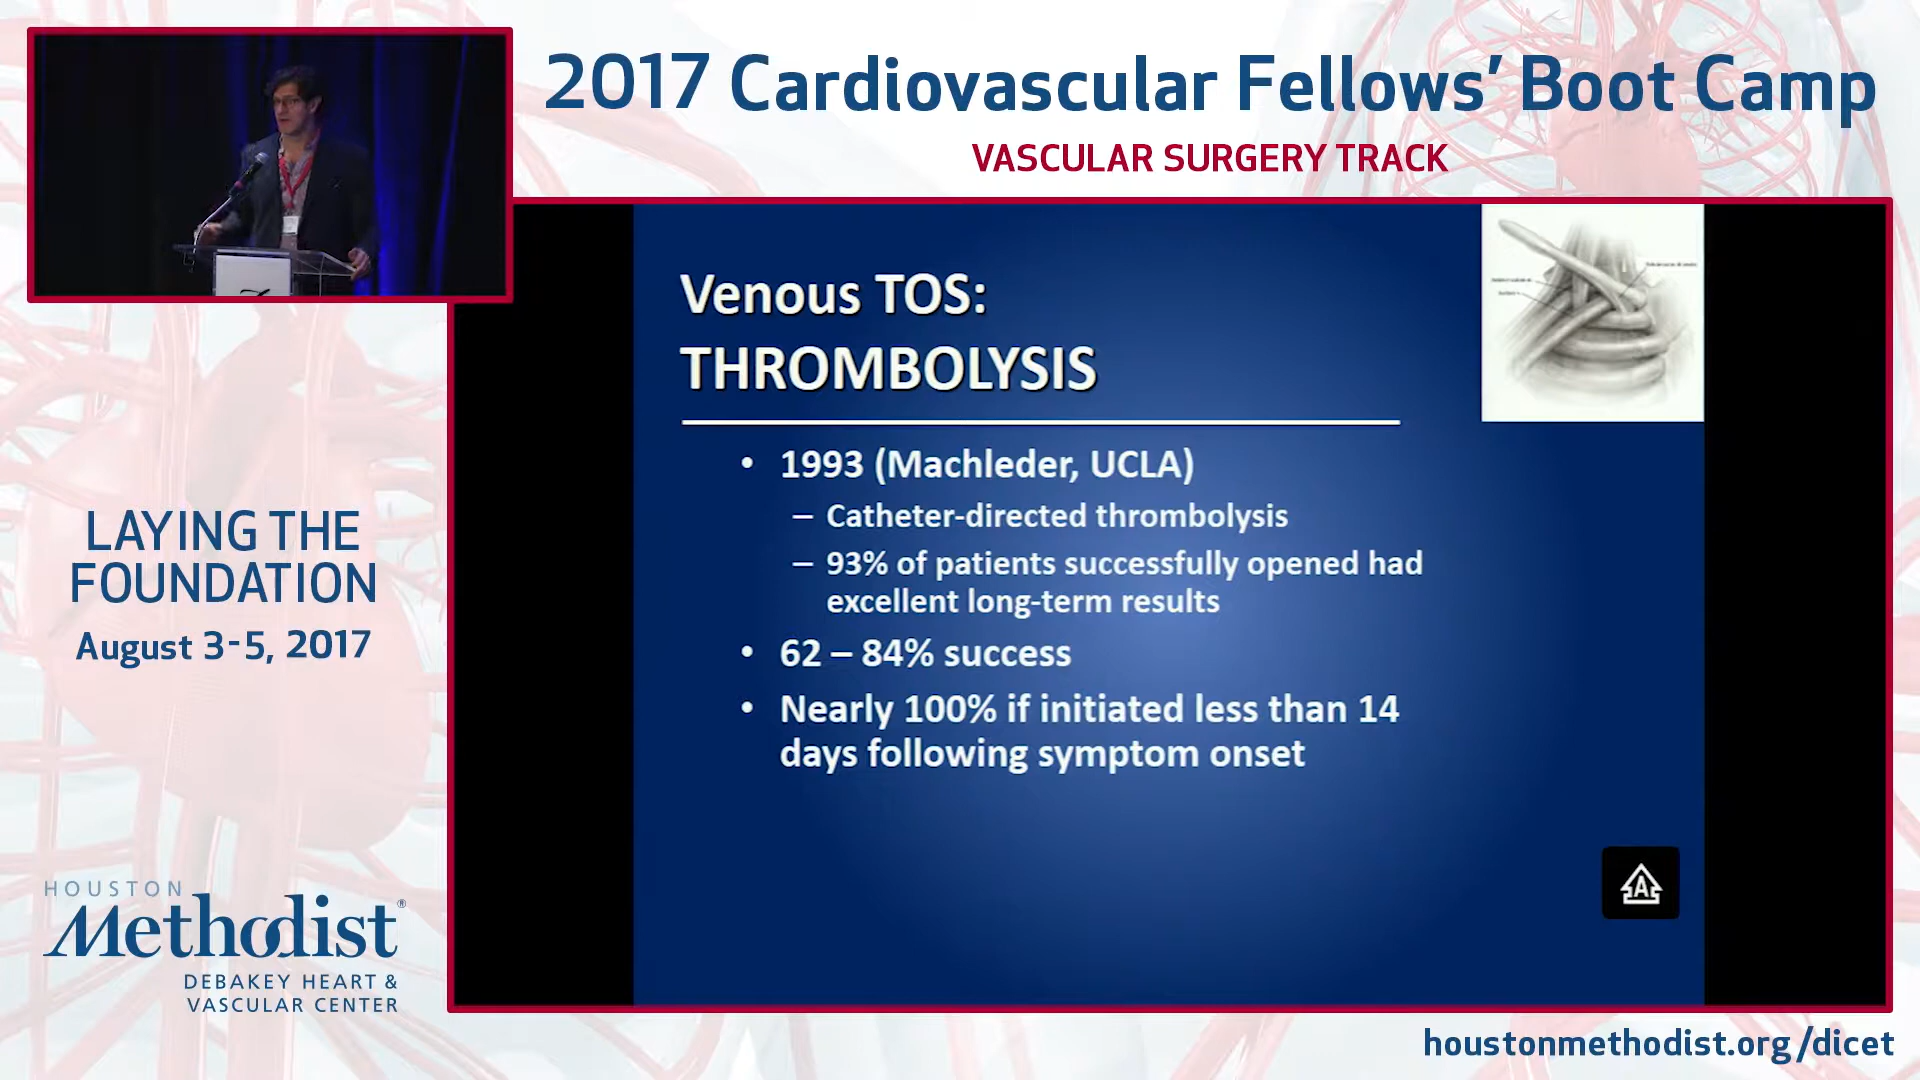 2017 Cardiovascular Fellows' Boot Camp
VASCULAR SURGERY TRACK
Venous TOS:
THROMBOLYSIS
• 1993 (Machleder, UCLA)
– Catheter-directed thrombolysis
– 93% of patients successfully opened had
excellent long-term results
• 62 – 84% success
• Nearly 100% if initiated less than 14
days following symptom onset
A
LAYING THE
FOUNDATION
August 3-5, 2017
HOUSTON
Methodist®
DEBAKEY HEART &
VASCULAR CENTER
houstonmethodist.org/dicet